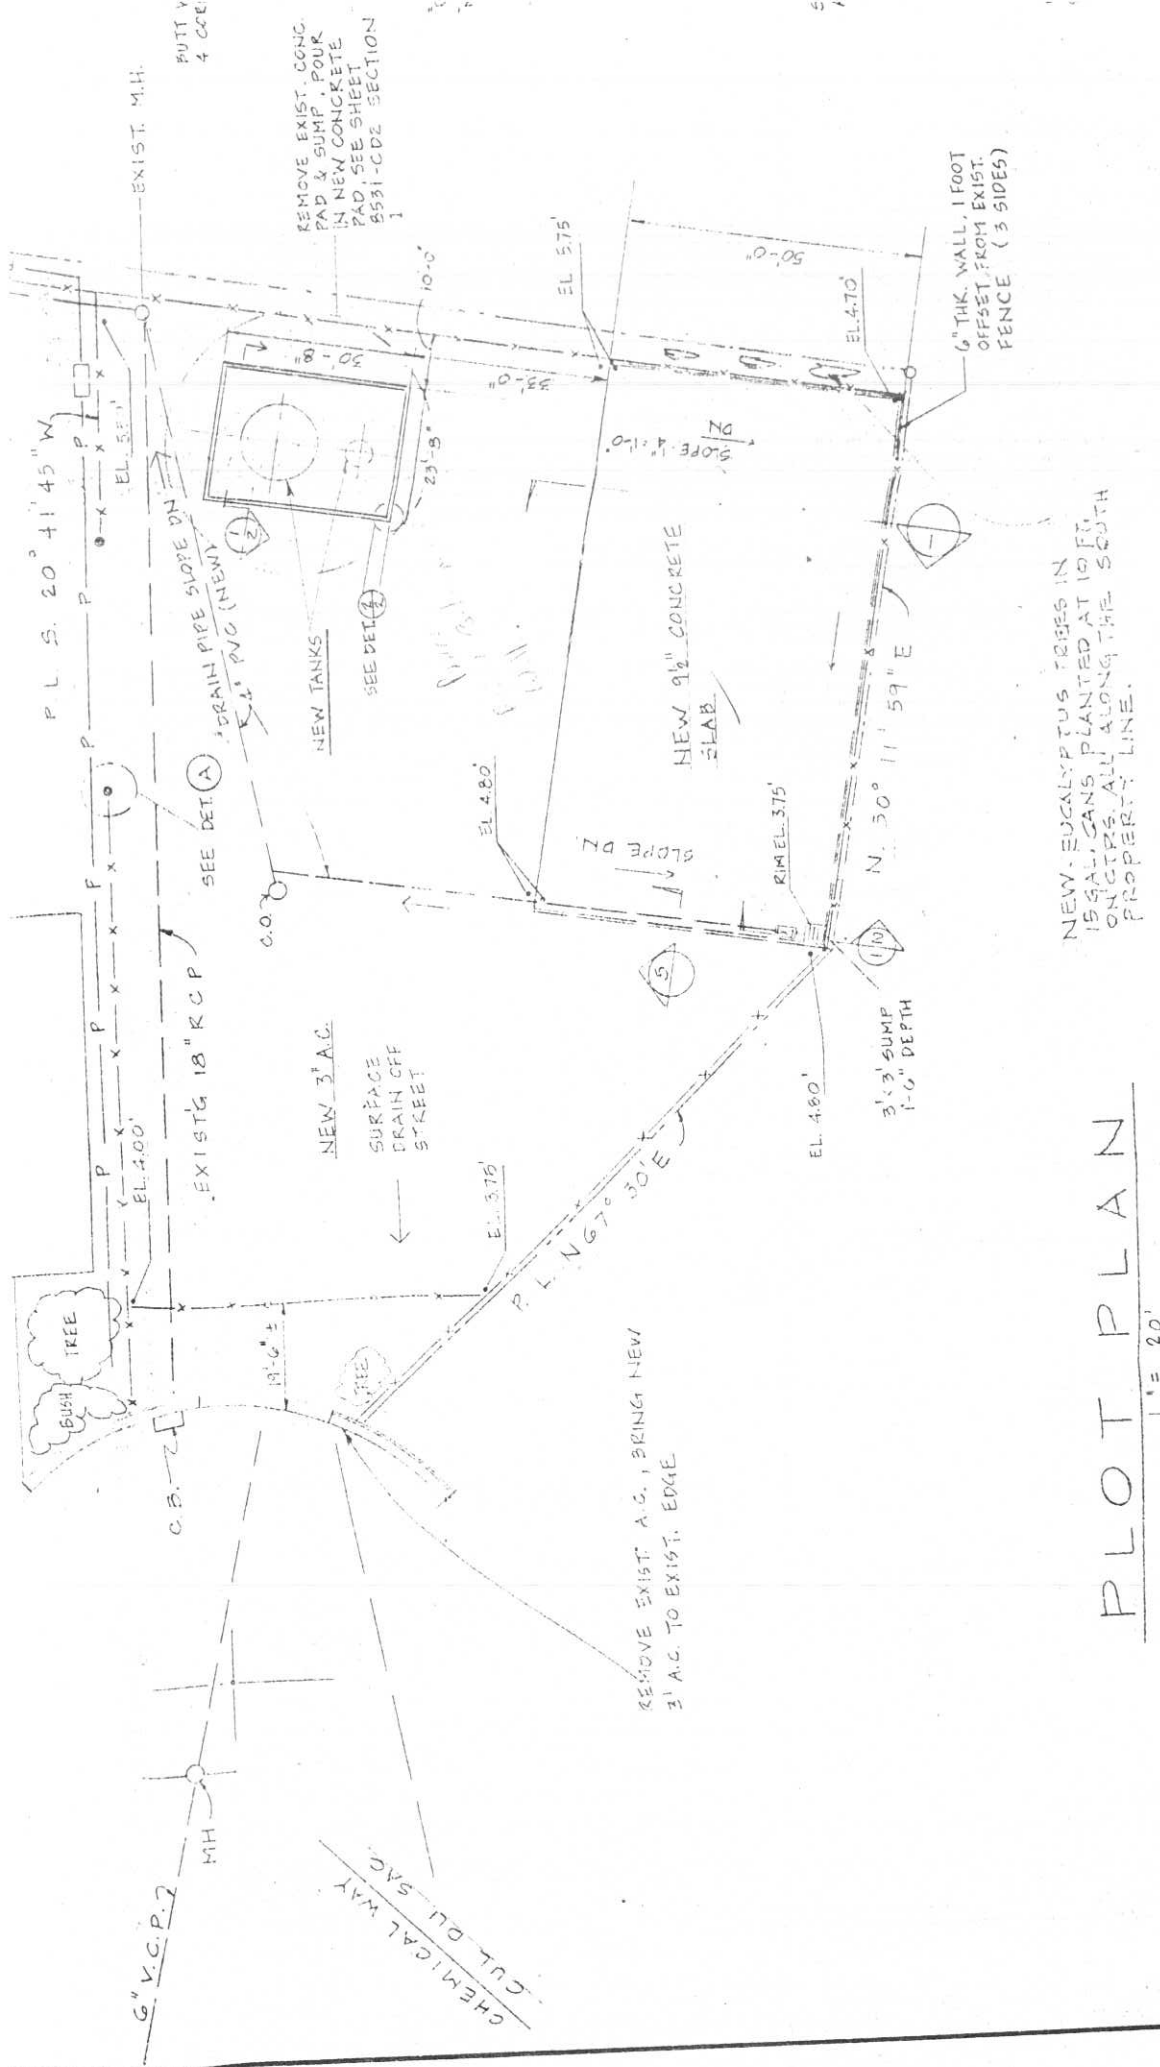 EXIST. M.H.
REMOVE EXIST. CONC.
PAD & SUMP, POUR
IN NEW CONCRETE
PAD, SEE SHEET
SECTION
1
P. L. S. 20° 41' 45" W
DRAIN PIPE SLOPE DN
4" PVC (NEW)
1
2
30'-8"
10'-0"
33'-0"
23'-8"
NEW TANKS
SEE DET.
SEE DET. A
C.O.
EXIST'G 18" R C P
EL. 4.00'
TREE
BUSH
C.B.
19'-6" ±
TREE
NEW 3" A.C.
SURFACE
DRAIN OFF
STREET
EL. 3.75'
EL 4.80'
EL 5.75'
50'-0"
EL. 4.70'
SLOPE 1/4" = 1'-0"
DN
NEW 9½" CONCRETE
SLAB
SLOPE DN.
RIM EL. 3.75'
5
1
6" THK. WALL, 1 FOOT
OFFSET FROM EXIST.
FENCE (3 SIDES)
N. 30° 11' 59" E
P. L. N 67° 30' E
EL. 4.80'
3'x3' SUMP
1'-6" DEPTH
NEW EUCALYPTUS TREES IN
15 GAL. CANS PLANTED AT 10 FT.
ON CTRS. ALL ALONG THE SOUTH
PROPERTY LINE.
REMOVE EXIST. A.C., BRING NEW
3" A.C. TO EXIST. EDGE
6" V.C.P.
MH
CHEMICAL WAY
CUL DU SAC
PLOT PLAN
1" = 20'